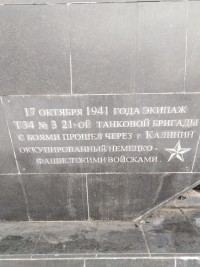 17 ОКТЯБРЯ 1941 ГОДА ЭКИПАЖ
Т34 № 3 21-ОЙ ТАНКОВОЙ БРИГАДЫ
С БОЯМИ ПРОШЕЛ ЧЕРЕЗ г. КАЛИНИН
ОККУПИРОВАННЫЙ НЕМЕЦКО-
ФАШИСТСКИМИ ВОЙСКАМИ.